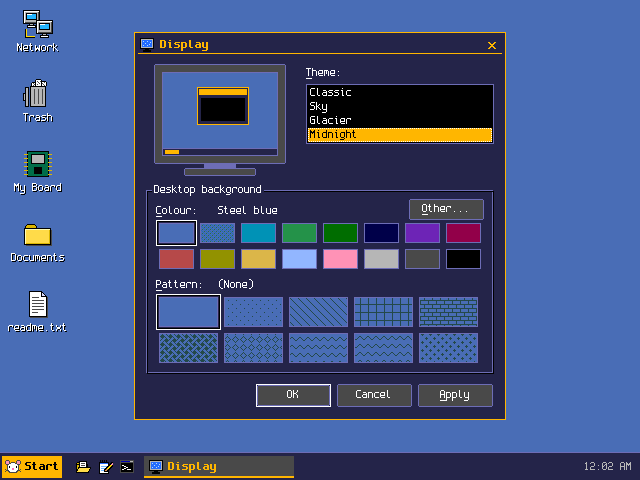 Network
Trash
My Board
Documents
readme.txt
Display
Theme:
Classic
Sky
Glacier
Midnight
Desktop background
Colour: Steel blue
Other...
Pattern: (None)
OK
Cancel
Apply
Start
Display
12:02 AM